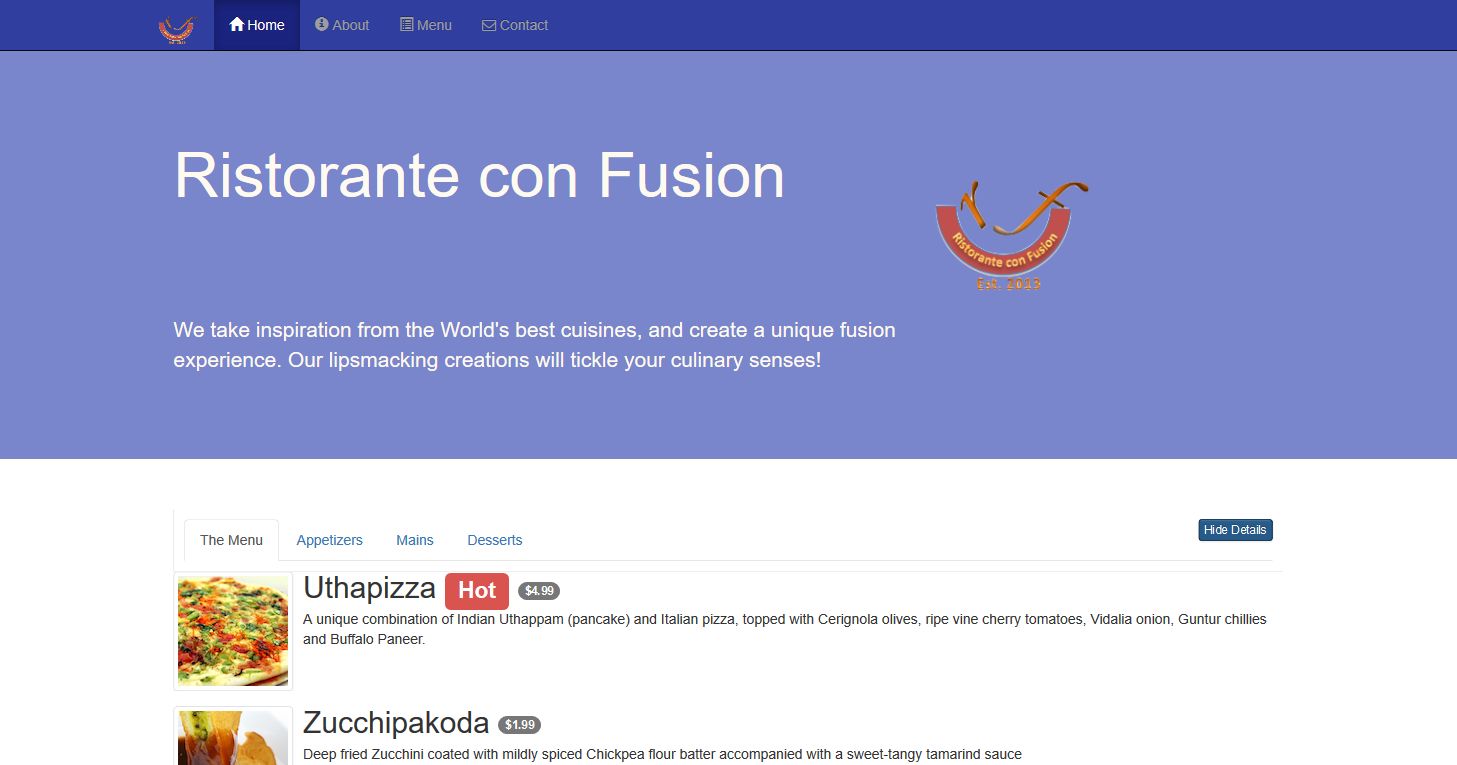 Home About Menu Contact
Ristorante con Fusion
Ristorante con Fusion
Est. 2013
We take inspiration from the World's best cuisines, and create a unique fusion
experience. Our lipsmacking creations will tickle your culinary senses!
The Menu Appetizers Mains Desserts
Hide Details
Uthapizza Hot $4.99
A unique combination of Indian Uthappam (pancake) and Italian pizza, topped with Cerignola olives, ripe vine cherry tomatoes, Vidalia onion, Guntur chillies
and Buffalo Paneer.
Zucchipakoda $1.99
Deep fried Zucchini coated with mildly spiced Chickpea flour batter accompanied with a sweet-tangy tamarind sauce